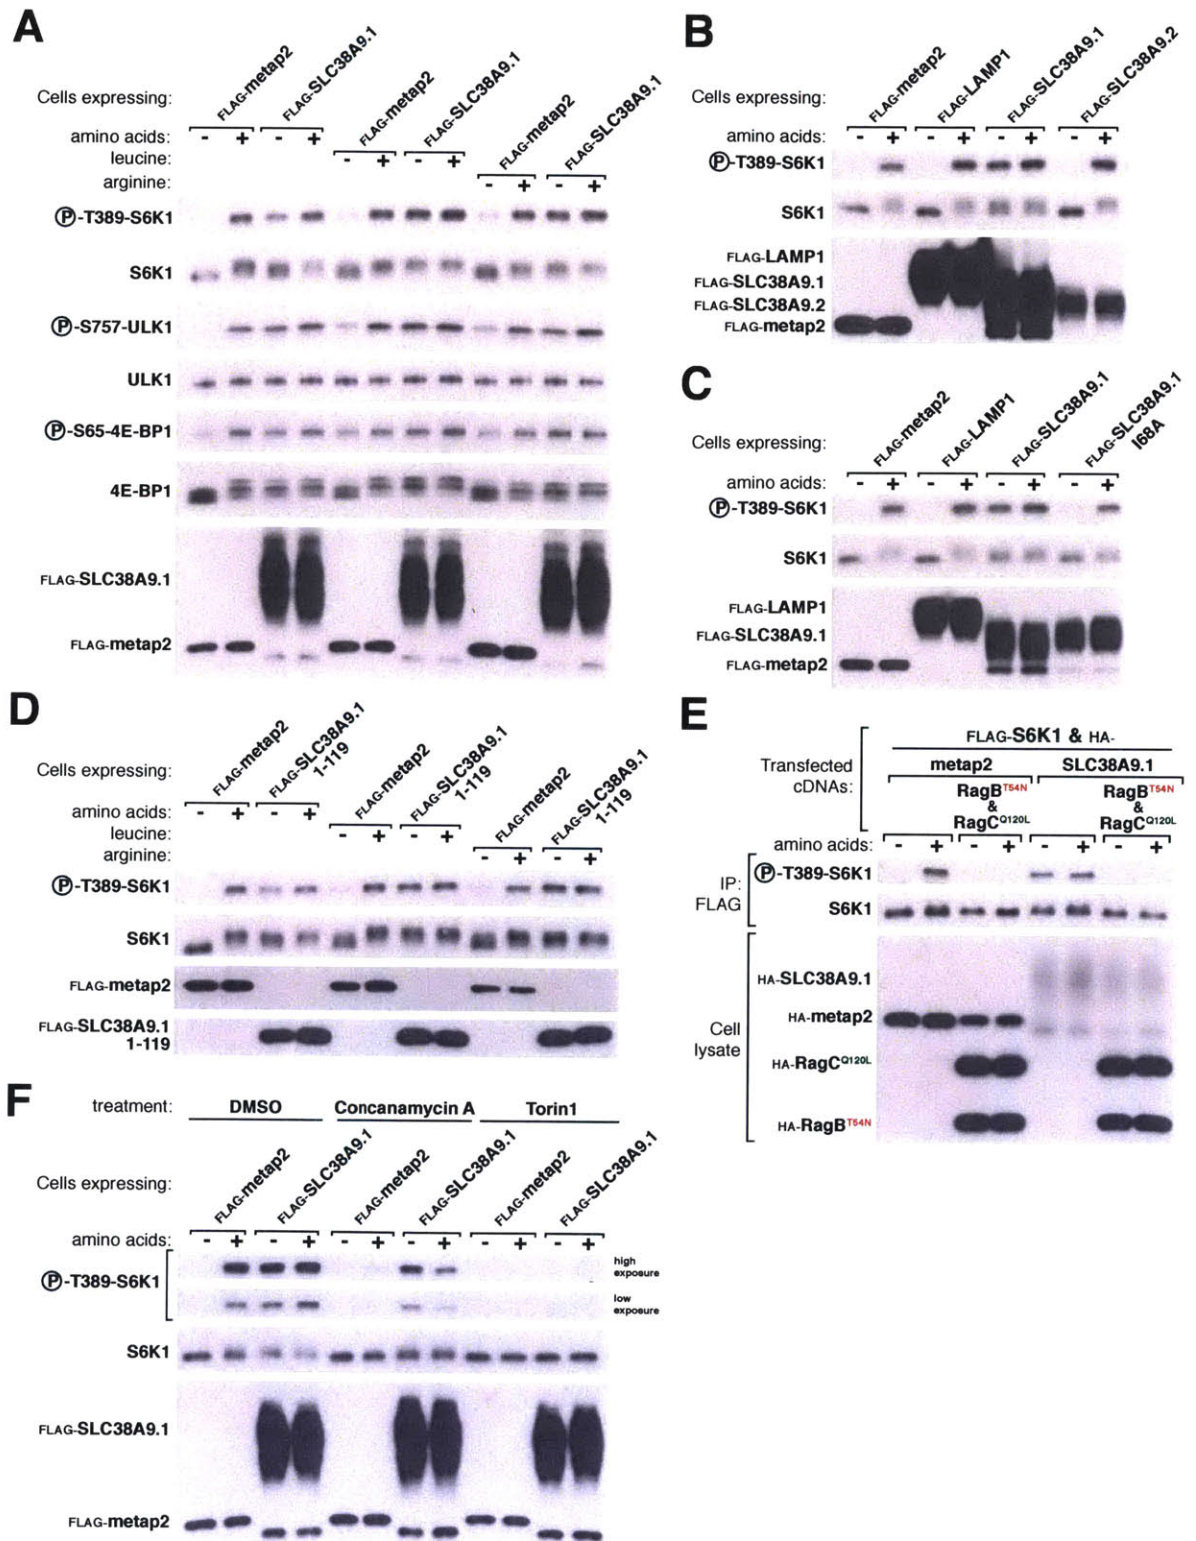 A
Cells expressing:
FLAG-metap2
FLAG-SLC38A9.1
FLAG-metap2
FLAG-SLC38A9.1
FLAG-metap2
FLAG-SLC38A9.1
amino acids: - + - +
leucine: - + - +
arginine: - + - +
Ⓟ-T389-S6K1
S6K1
Ⓟ-S757-ULK1
ULK1
Ⓟ-S65-4E-BP1
4E-BP1
FLAG-SLC38A9.1
FLAG-metap2
B
Cells expressing:
FLAG-metap2
FLAG-LAMP1
FLAG-SLC38A9.1
FLAG-SLC38A9.2
amino acids: - + - + - + - +
Ⓟ-T389-S6K1
S6K1
FLAG-LAMP1
FLAG-SLC38A9.1
FLAG-SLC38A9.2
FLAG-metap2
C
Cells expressing:
FLAG-metap2
FLAG-LAMP1
FLAG-SLC38A9.1
FLAG-SLC38A9.1
I68A
amino acids: - + - + - + - +
Ⓟ-T389-S6K1
S6K1
FLAG-LAMP1
FLAG-SLC38A9.1
FLAG-metap2
D
Cells expressing:
FLAG-metap2
FLAG-SLC38A9.1
1-119
FLAG-metap2
FLAG-SLC38A9.1
1-119
FLAG-metap2
FLAG-SLC38A9.1
1-119
amino acids: - + - +
leucine: - + - +
arginine: - + - +
Ⓟ-T389-S6K1
S6K1
FLAG-metap2
FLAG-SLC38A9.1
1-119
E
FLAG-S6K1 & HA-
Transfected
cDNAs:
metap2 SLC38A9.1
RagBT54N RagBT54N
& &
RagCQ120L RagCQ120L
amino acids: - + - + - + - +
IP:
FLAG
Ⓟ-T389-S6K1
S6K1
Cell
lysate
HA-SLC38A9.1
HA-metap2
HA-RagCQ120L
HA-RagBT54N
F
treatment: DMSO Concanamycin A Torin1
Cells expressing:
FLAG-metap2
FLAG-SLC38A9.1
FLAG-metap2
FLAG-SLC38A9.1
FLAG-metap2
FLAG-SLC38A9.1
amino acids: - + - + - + - + - + - +
Ⓟ-T389-S6K1
high
exposure
low
exposure
S6K1
FLAG-SLC38A9.1
FLAG-metap2